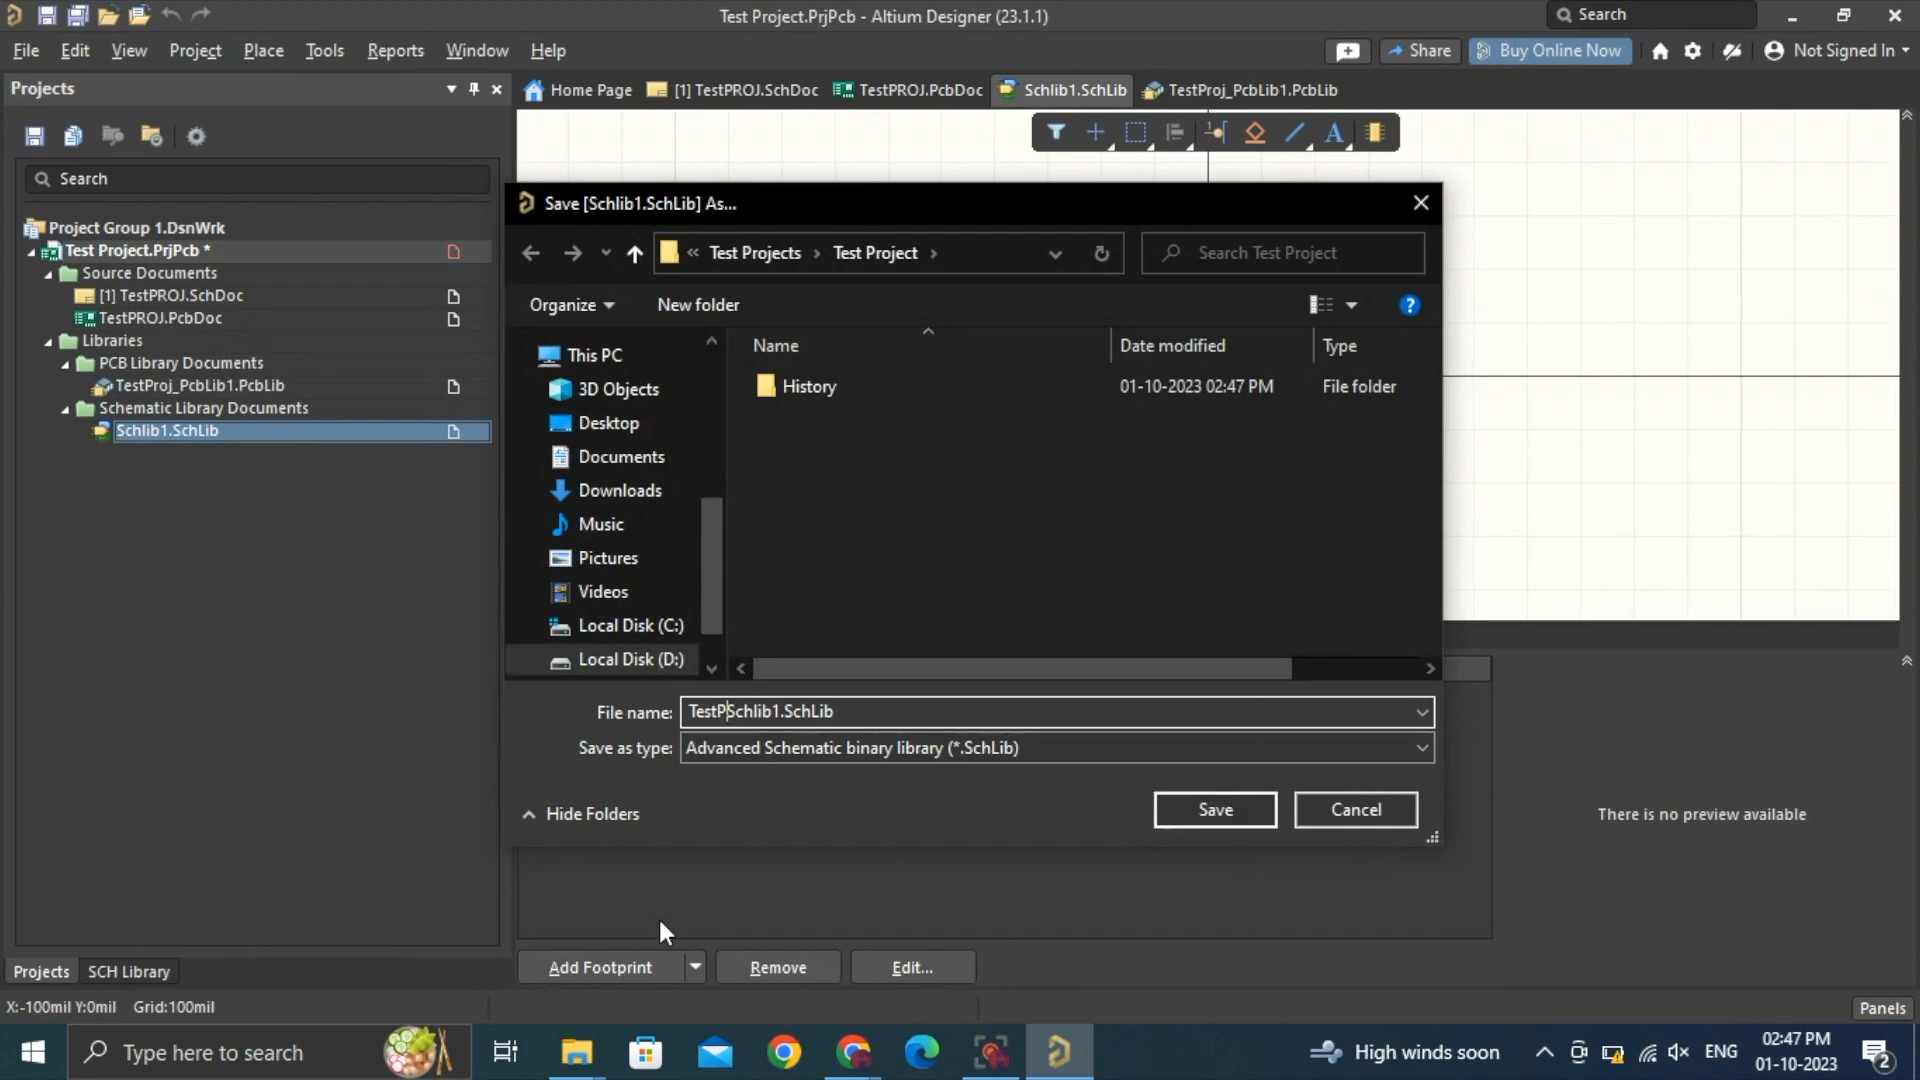 Test Project.PrjPcb - Altium Designer (23.1.1)
Search
File Edit View Project Place Tools Reports Window Help
Share
Buy Online Now
Not Signed In
Projects
Home Page
[1] TestPROJ.SchDoc
TestPROJ.PcbDoc
Schlib1.SchLib
TestProj_PcbLib1.PcbLib
Search
Project Group 1.DsnWrk
Test Project.PrjPcb *
Source Documents
[1] TestPROJ.SchDoc
TestPROJ.PcbDoc
Libraries
PCB Library Documents
TestProj_PcbLib1.PcbLib
Schematic Library Documents
Schlib1.SchLib
Save [Schlib1.SchLib] As...
« Test Projects › Test Project ›
Search Test Project
Organize
New folder
Name
Date modified
Type
This PC
3D Objects
Desktop
Documents
Downloads
Music
Pictures
Videos
Local Disk (C:)
Local Disk (D:)
History
01-10-2023 02:47 PM
File folder
File name: TestPSchlib1.SchLib
Save as type: Advanced Schematic binary library (*.SchLib)
Hide Folders
Save
Cancel
There is no preview available
Add Footprint
Remove
Edit...
Projects
SCH Library
X:-100mil Y:0mil Grid:100mil
Panels
Type here to search
High winds soon
ENG
02:47 PM
01-10-2023
2